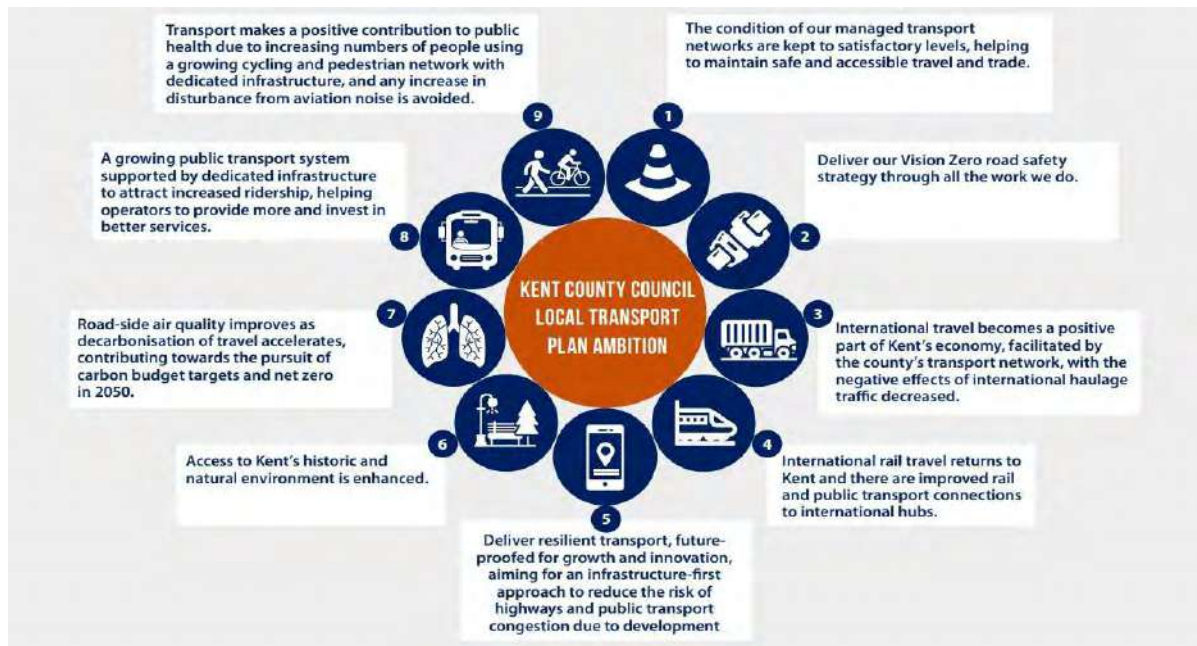 KENT COUNTY COUNCIL
LOCAL TRANSPORT
PLAN AMBITION
1
The condition of our managed transport
networks are kept to satisfactory levels, helping
to maintain safe and accessible travel and trade.
2
Deliver our Vision Zero road safety
strategy through all the work we do.
3
International travel becomes a positive
part of Kent's economy, facilitated by
the county's transport network, with the
negative effects of international haulage
traffic decreased.
4
International rail travel returns to
Kent and there are improved rail
and public transport connections
to international hubs.
5
Deliver resilient transport, future-
proofed for growth and innovation,
aiming for an infrastructure-first
approach to reduce the risk of
highways and public transport
congestion due to development
6
Access to Kent's historic and
natural environment is enhanced.
7
Road-side air quality improves as
decarbonisation of travel accelerates,
contributing towards the pursuit of
carbon budget targets and net zero
in 2050.
8
A growing public transport system
supported by dedicated infrastructure
to attract increased ridership, helping
operators to provide more and invest in
better services.
9
Transport makes a positive contribution to public
health due to increasing numbers of people using
a growing cycling and pedestrian network with
dedicated infrastructure, and any increase in
disturbance from aviation noise is avoided.